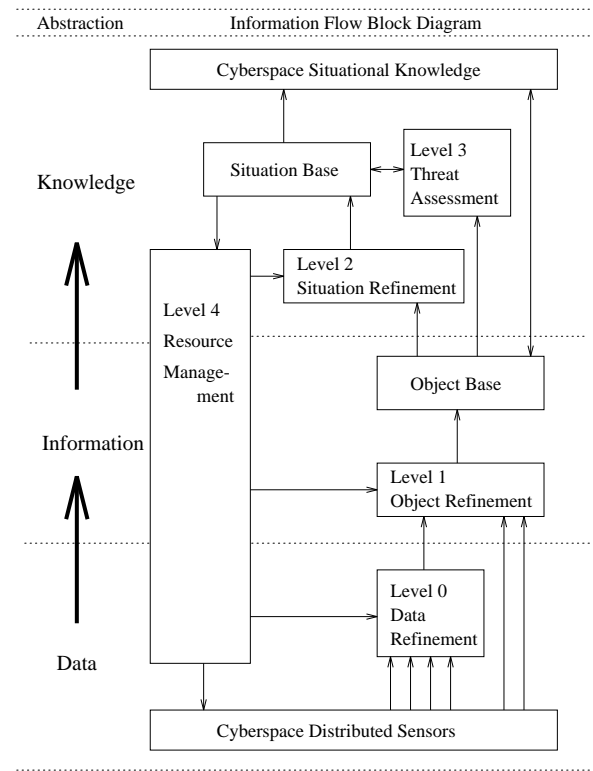 Abstraction
Information Flow Block Diagram
Cyberspace Situational Knowledge
Level 3
Threat
Assessment
Situation Base
Knowledge
Level 2
Situation Refinement
Level 4
Resource
Manage-
ment
Object Base
Information
Level 1
Object Refinement
Level 0
Data
Refinement
Data
Cyberspace Distributed Sensors